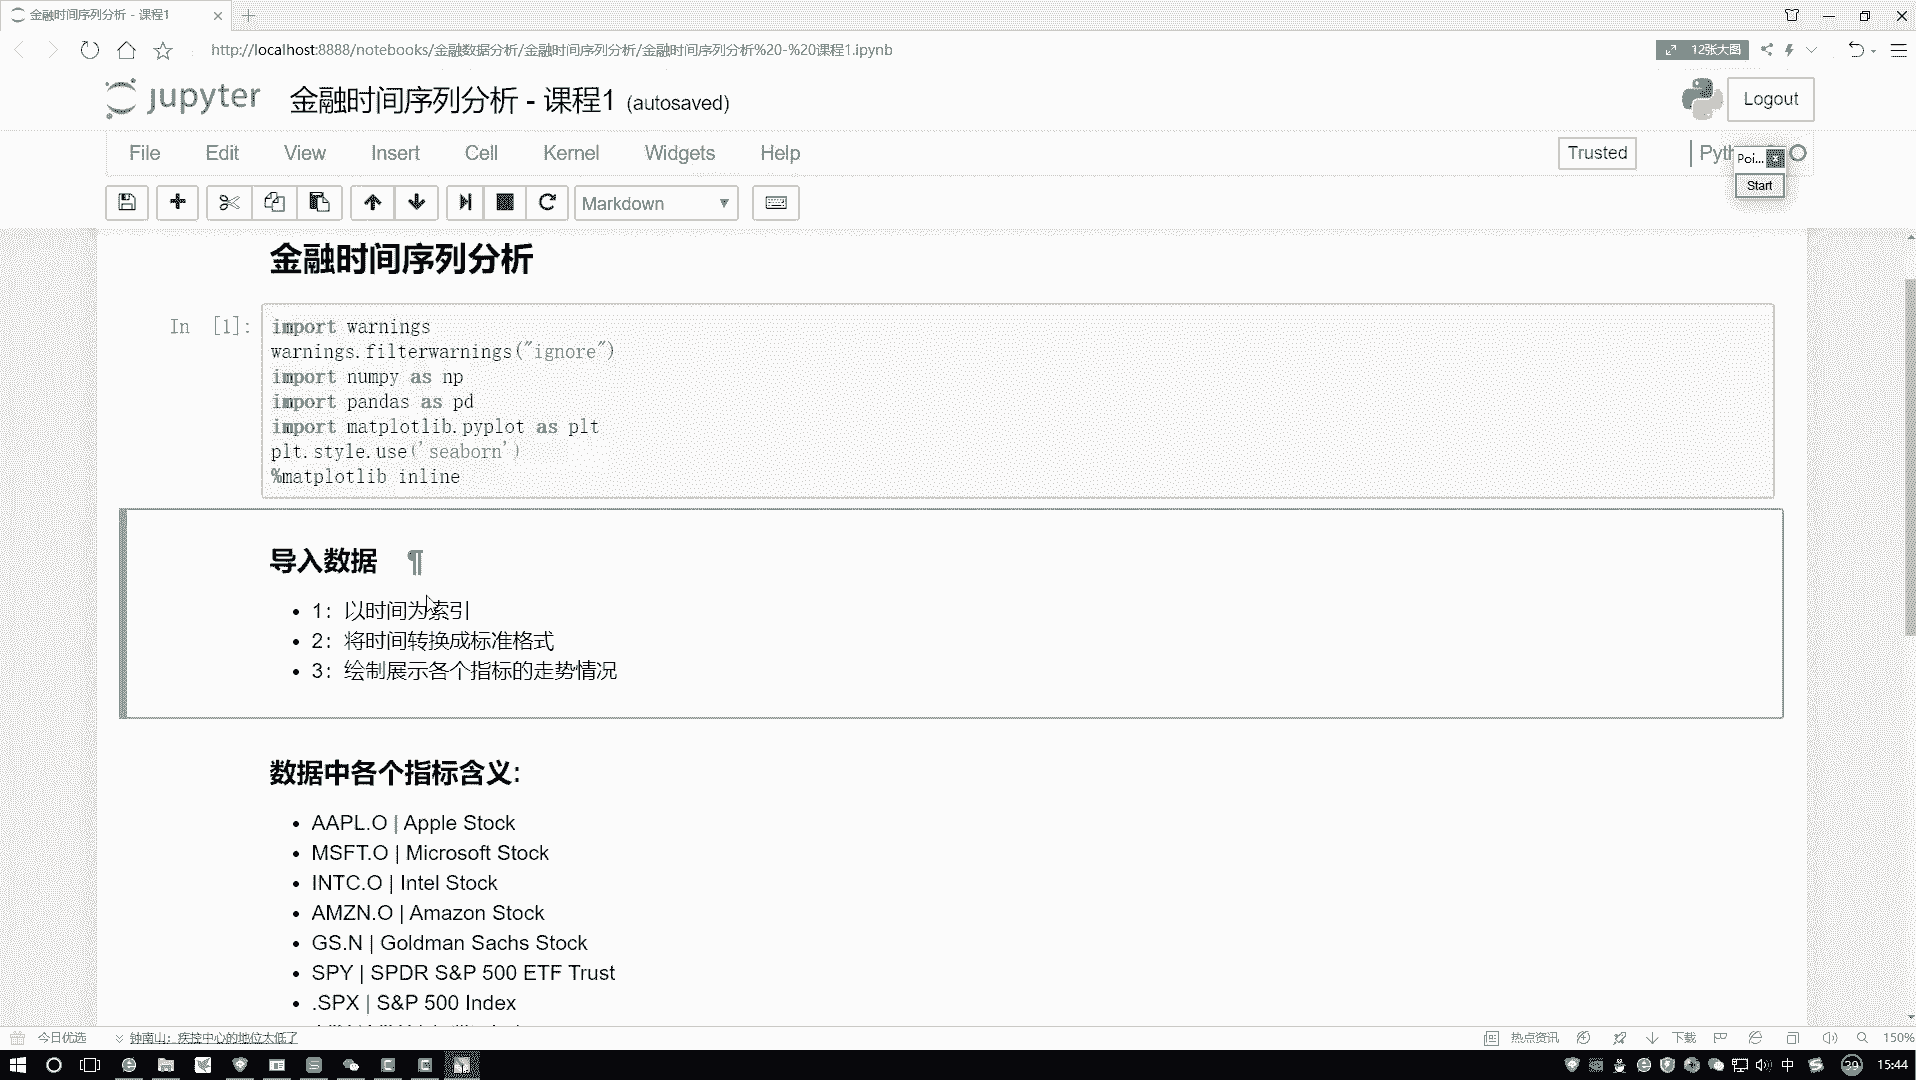 金融时间序列分析 - 课程1
http://localhost:8888/notebooks/金融数据分析/金融时间序列分析/金融时间序列分析%20-%20课程1.ipynb
12张大图
jupyter 金融时间序列分析 - 课程1 (autosaved)
Logout
File Edit View Insert Cell Kernel Widgets Help
Trusted
Pyth
Poi...
Start
Markdown
金融时间序列分析
In [1]:
import warnings
warnings.filterwarnings("ignore")
import numpy as np
import pandas as pd
import matplotlib.pyplot as plt
plt.style.use('seaborn')
%matplotlib inline
导入数据 ¶
• 1：以时间为索引
• 2：将时间转换成标准格式
• 3：绘制展示各个指标的走势情况
数据中各个指标含义:
• AAPL.O | Apple Stock
• MSFT.O | Microsoft Stock
• INTC.O | Intel Stock
• AMZN.O | Amazon Stock
• GS.N | Goldman Sachs Stock
• SPY | SPDR S&P 500 ETF Trust
• .SPX | S&P 500 Index
今日优选
钟南山：疾控中心的地位太低了
热点资讯
下载
150%
中
29
15:44